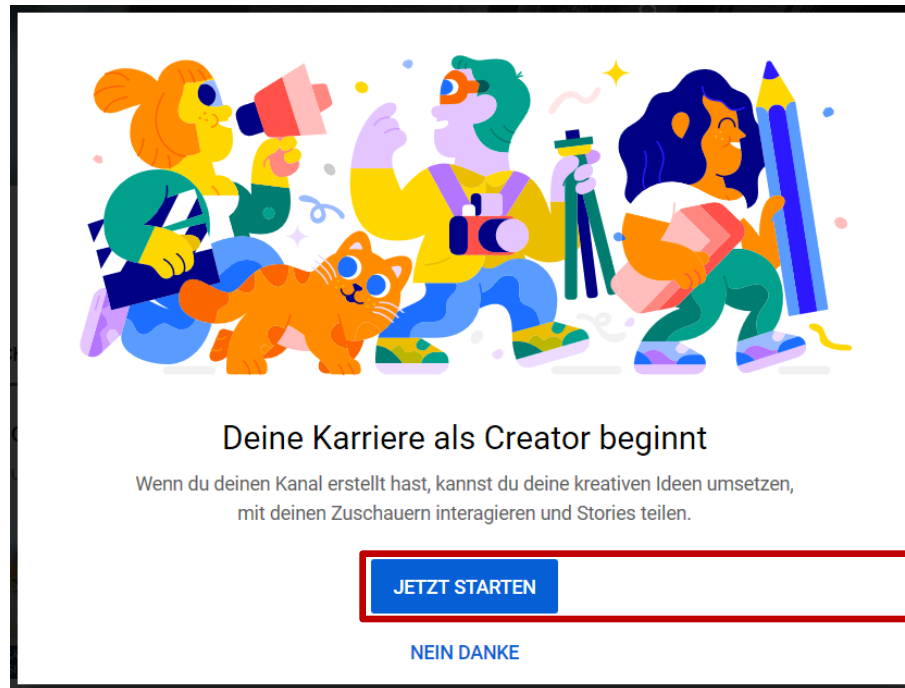 Deine Karriere als Creator beginnt
Wenn du deinen Kanal erstellt hast, kannst du deine kreativen Ideen umsetzen,
mit deinen Zuschauern interagieren und Stories teilen.
JETZT STARTEN
NEIN DANKE